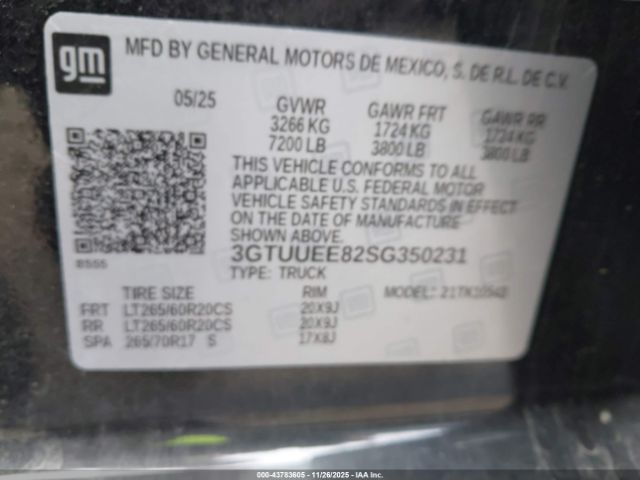 gm
MFD BY GENERAL MOTORS DE MEXICO, S. DE R.L. DE C.V.
05/25 GVWR GAWR FRT GAWR RR
3266 KG 1724 KG 1724 KG
7200 LB 3800 LB 3800 LB
THIS VEHICLE CONFORMS TO ALL
APPLICABLE U.S. FEDERAL MOTOR
VEHICLE SAFETY STANDARDS IN EFFECT
ON THE DATE OF MANUFACTURE
SHOWN ABOVE.
3GTUUEE82SG350231
TYPE: TRUCK
TIRE SIZE RIM MODEL:
FRT LT265/60R20CS 20X9J
RR LT265/60R20CS 20X9J
SPA 265/70R17 S 17X8J
000-43783605 | 11/26/2025 | IAA Inc.